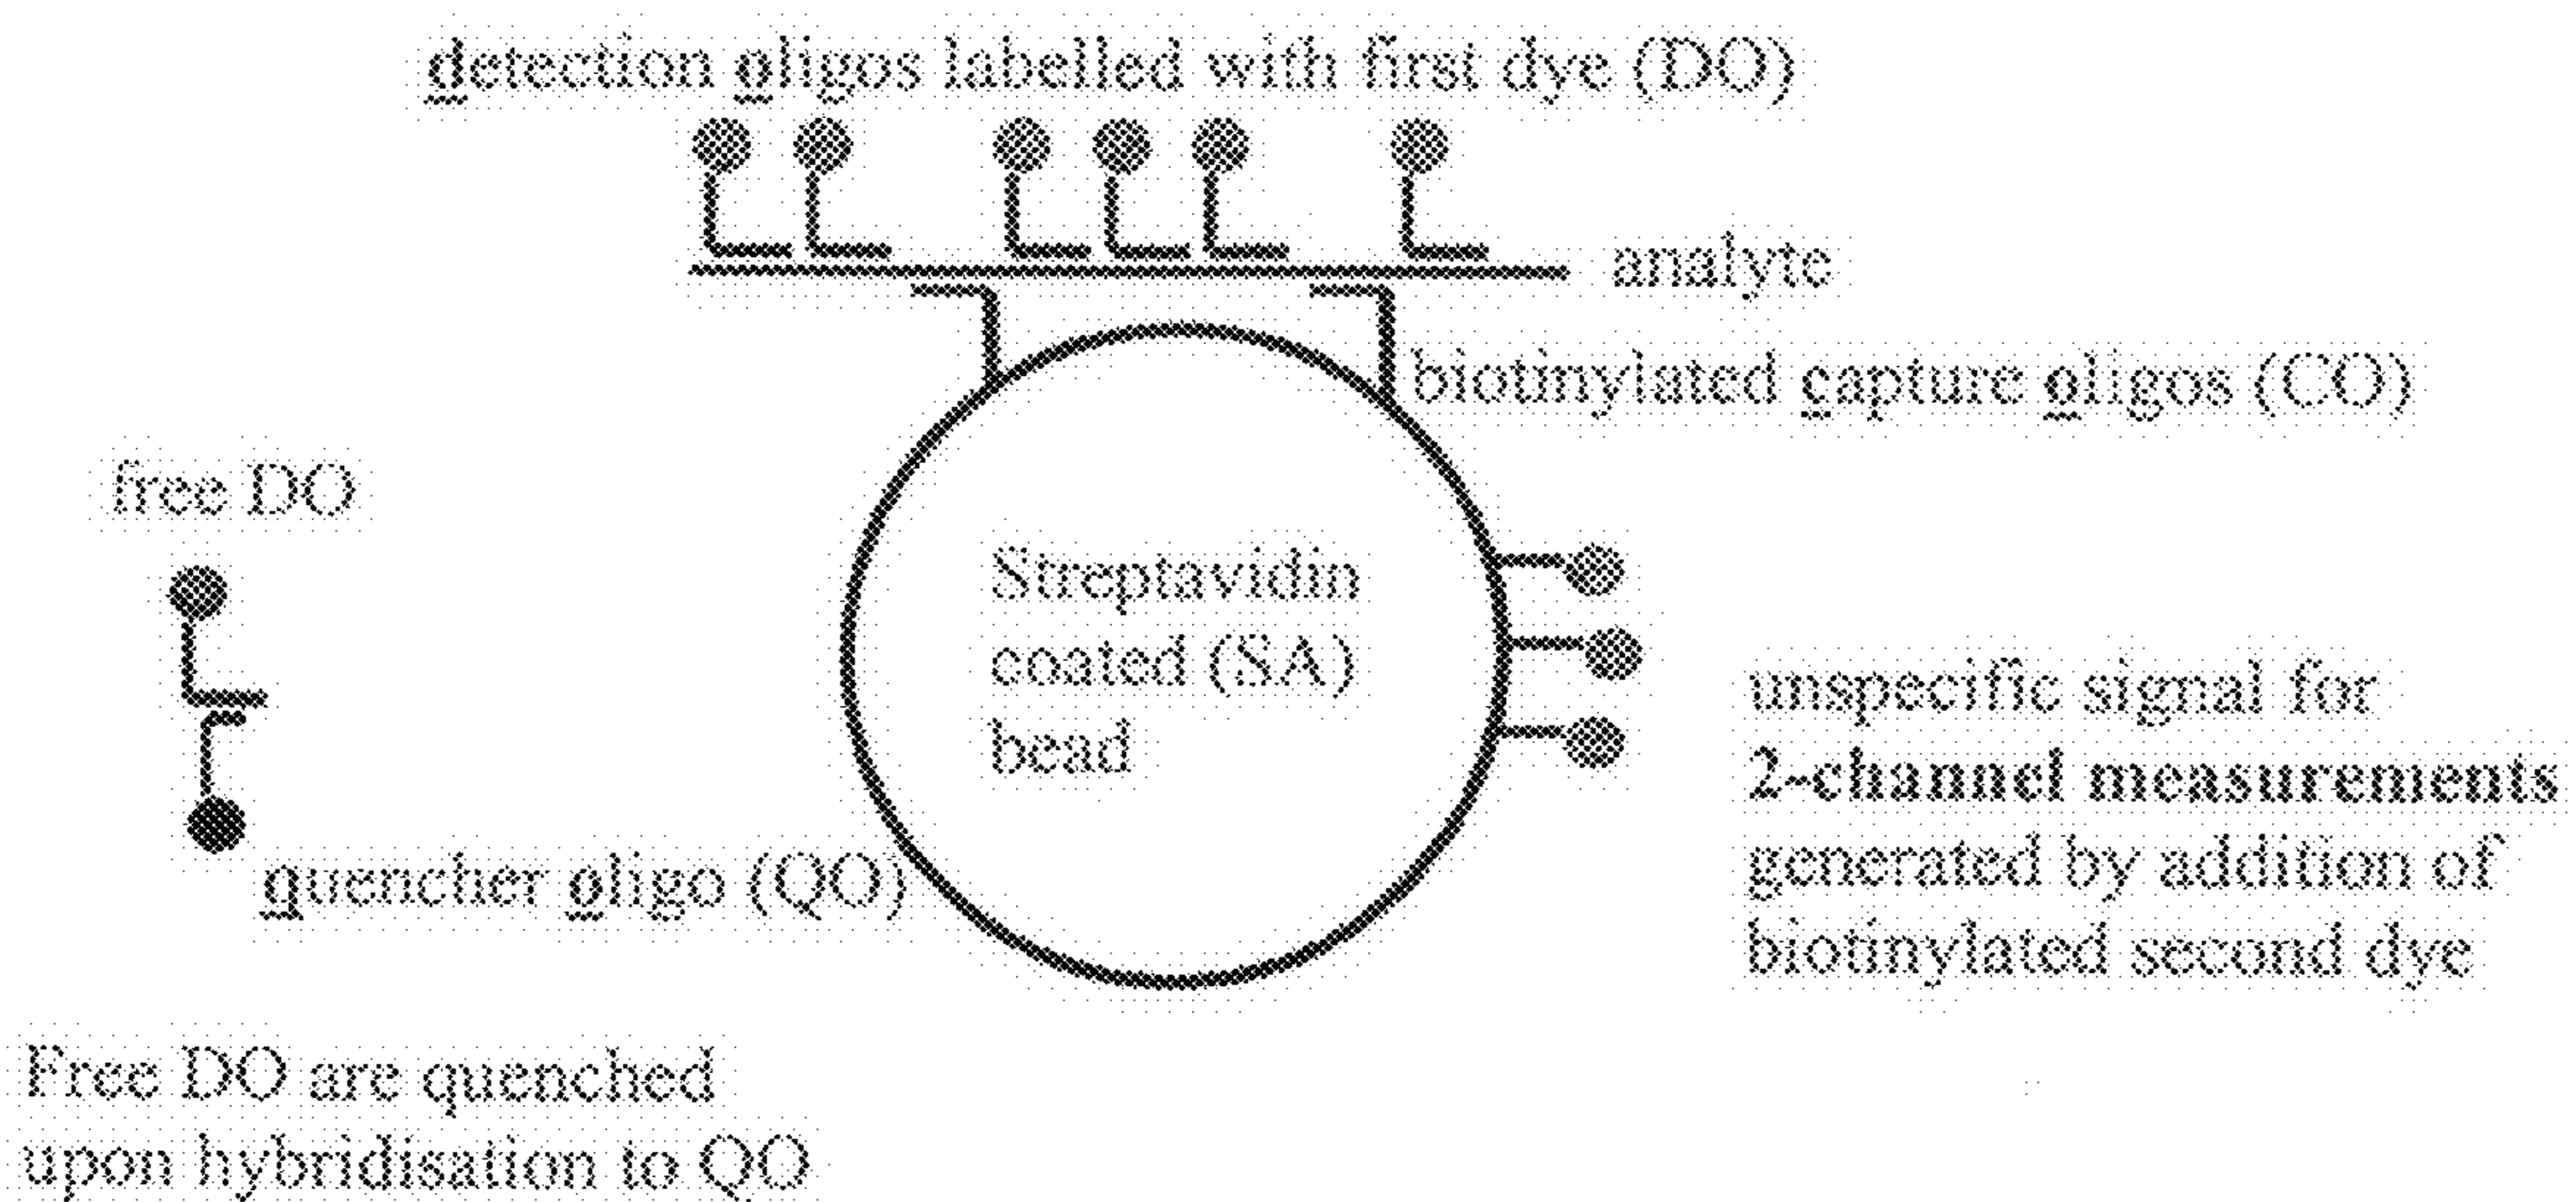 detection oligos labelled with first dye (DO)
analyte
biotinylated capture oligos (CO)
free DO
Streptavidin
coated (SA)
bead
unspecific signal for
2-channel measurements
generated by addition of
biotinylated second dye
quencher oligo (QO)
Free DO are quenched
upon hybridisation to QO